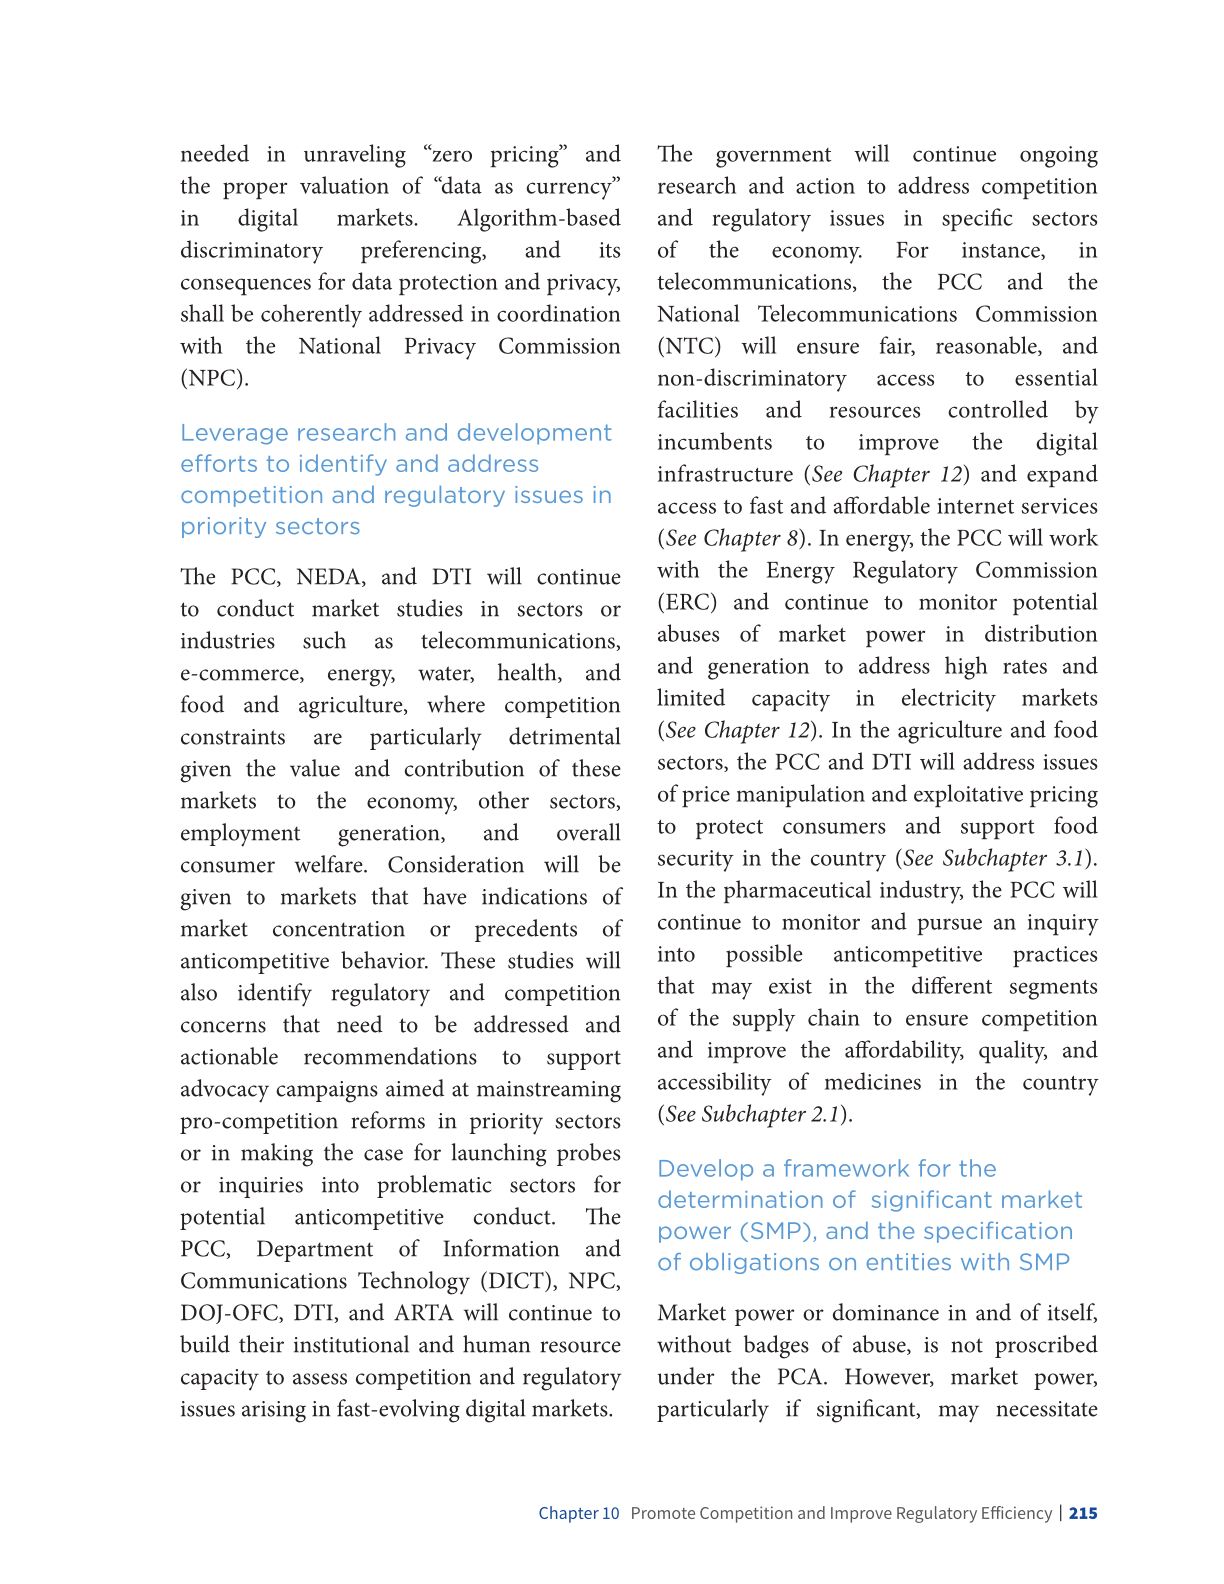 needed in unraveling “zero pricing” and
the proper valuation of “data as currency”
in digital markets. Algorithm-based
discriminatory preferencing, and its
consequences for data protection and privacy,
shall be coherently addressed in coordination
with the National Privacy Commission
(NPC).
Leverage research and development
efforts to identify and address
competition and regulatory issues in
priority sectors
The PCC, NEDA, and DTI will continue
to conduct market studies in sectors or
industries such as telecommunications,
e-commerce, energy, water, health, and
food and agriculture, where competition
constraints are particularly detrimental
given the value and contribution of these
markets to the economy, other sectors,
employment generation, and overall
consumer welfare. Consideration will be
given to markets that have indications of
market concentration or precedents of
anticompetitive behavior. These studies will
also identify regulatory and competition
concerns that need to be addressed and
actionable recommendations to support
advocacy campaigns aimed at mainstreaming
pro-competition reforms in priority sectors
or in making the case for launching probes
or inquiries into problematic sectors for
potential anticompetitive conduct. The
PCC, Department of Information and
Communications Technology (DICT), NPC,
DOJ-OFC, DTI, and ARTA will continue to
build their institutional and human resource
capacity to assess competition and regulatory
issues arising in fast-evolving digital markets.
The government will continue ongoing
research and action to address competition
and regulatory issues in specific sectors
of the economy. For instance, in
telecommunications, the PCC and the
National Telecommunications Commission
(NTC) will ensure fair, reasonable, and
non-discriminatory access to essential
facilities and resources controlled by
incumbents to improve the digital
infrastructure (See Chapter 12) and expand
access to fast and affordable internet services
(See Chapter 8). In energy, the PCC will work
with the Energy Regulatory Commission
(ERC) and continue to monitor potential
abuses of market power in distribution
and generation to address high rates and
limited capacity in electricity markets
(See Chapter 12). In the agriculture and food
sectors, the PCC and DTI will address issues
of price manipulation and exploitative pricing
to protect consumers and support food
security in the country (See Subchapter 3.1).
In the pharmaceutical industry, the PCC will
continue to monitor and pursue an inquiry
into possible anticompetitive practices
that may exist in the different segments
of the supply chain to ensure competition
and improve the affordability, quality, and
accessibility of medicines in the country
(See Subchapter 2.1).
Develop a framework for the
determination of significant market
power (SMP), and the specification
of obligations on entities with SMP
Market power or dominance in and of itself,
without badges of abuse, is not proscribed
under the PCA. However, market power,
particularly if significant, may necessitate
Chapter 10 Promote Competition and Improve Regulatory Efficiency | 215